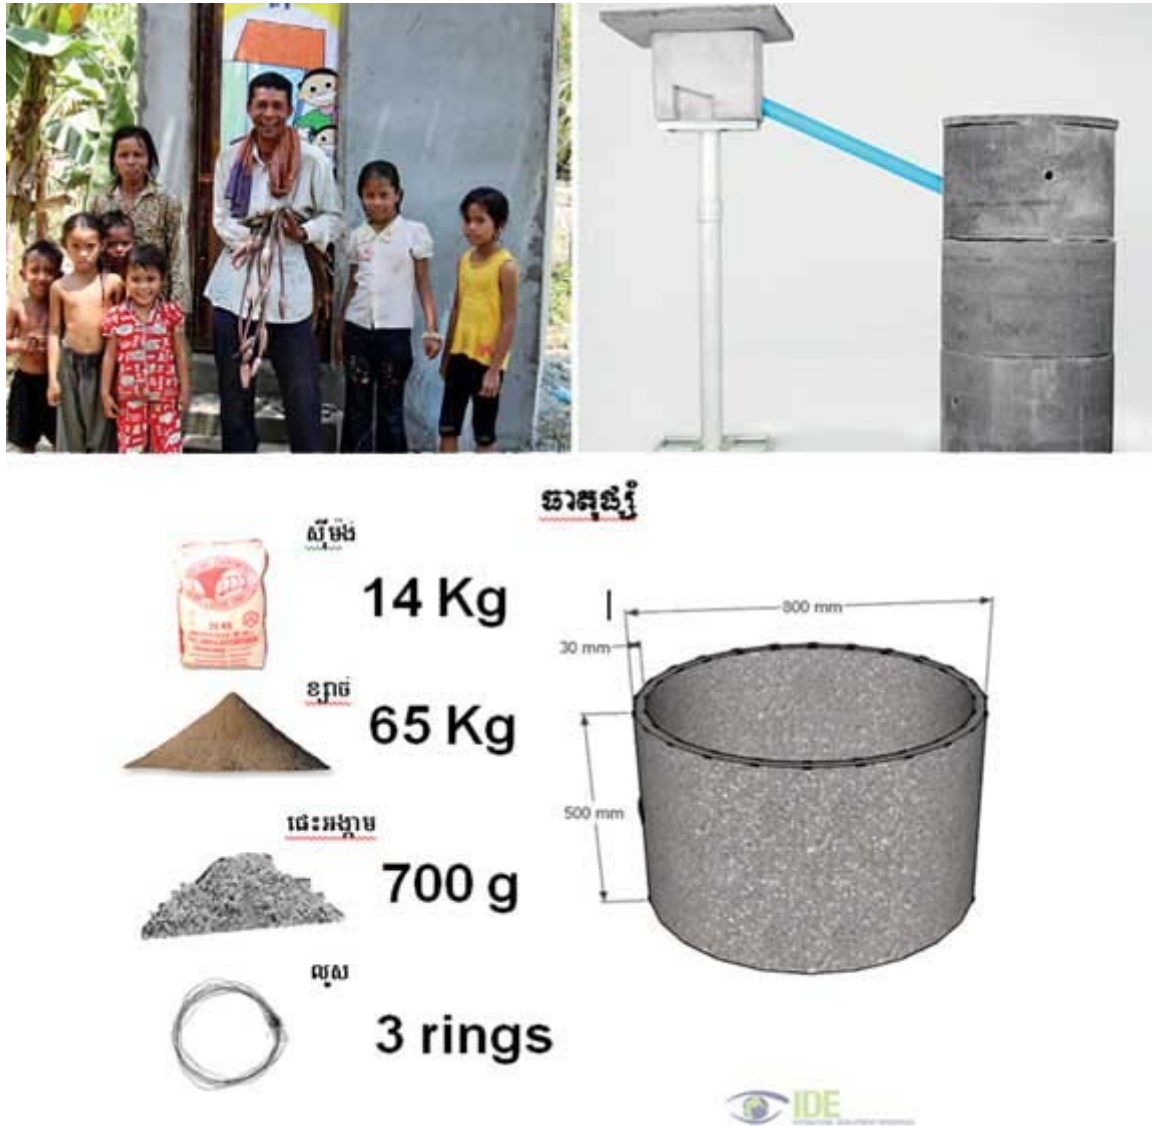 ធាតុផ្សំ
ស៊ីម៉ង់
14 Kg
ខ្សាច់
65 Kg
ផេះអង្កាម
700 g
លួស
3 rings
800 mm
30 mm
500 mm
IDE